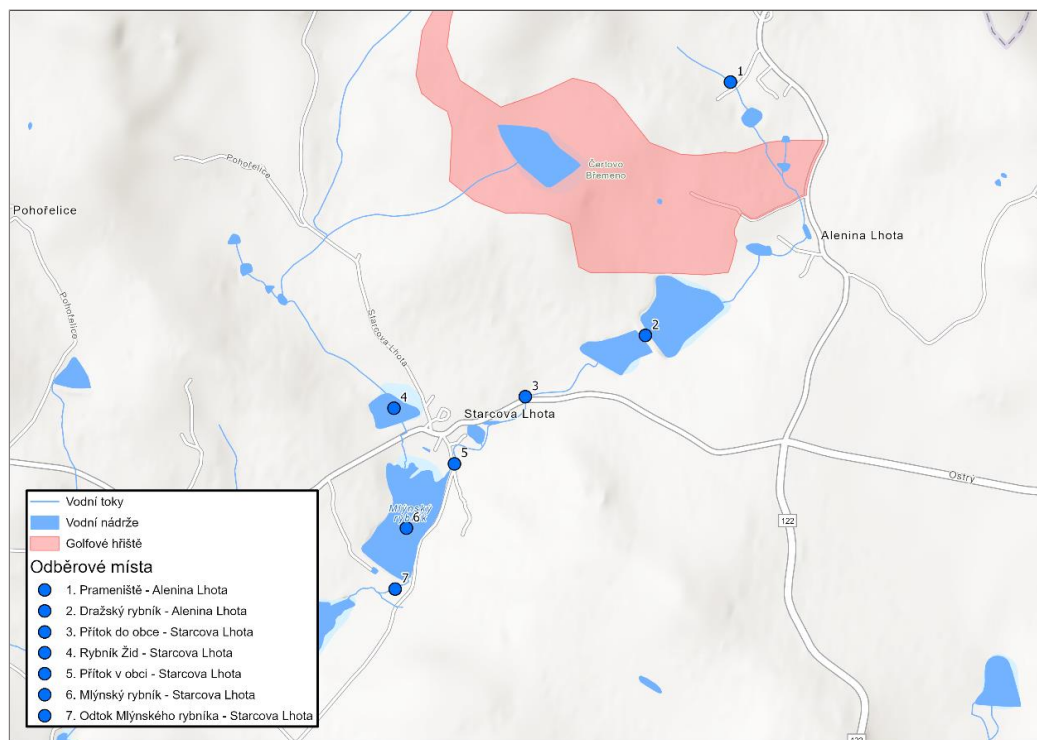 1
Pohořelice
Čertovo
Břemeno
Pohořelice
Alenina Lhota
Pohořelice
Starcova Lhota
2
3
4
Starcova Lhota
5
Ostrý
Mlýnský
rybník
6
122
7
122
Vodní toky
Vodní nádrže
Golfové hřiště
Odběrové místa
1. Prameniště - Alenina Lhota
2. Dražský rybník - Alenina Lhota
3. Přítok do obce - Starcova Lhota
4. Rybník Žid - Starcova Lhota
5. Přítok v obci - Starcova Lhota
6. Mlýnský rybník - Starcova Lhota
7. Odtok Mlýnského rybníka - Starcova Lhota